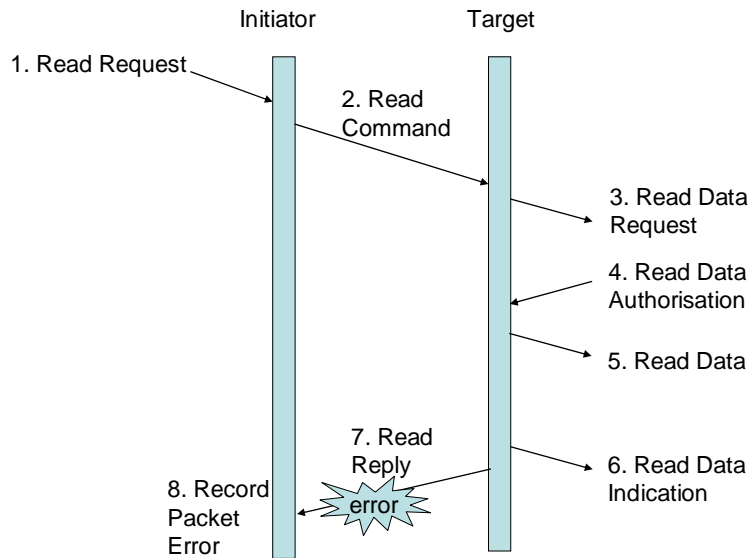 Initiator
Target
1. Read Request
2. Read
Command
3. Read Data
Request
4. Read Data
Authorisation
5. Read Data
6. Read Data
Indication
7. Read
Reply
error
8. Record
Packet
Error